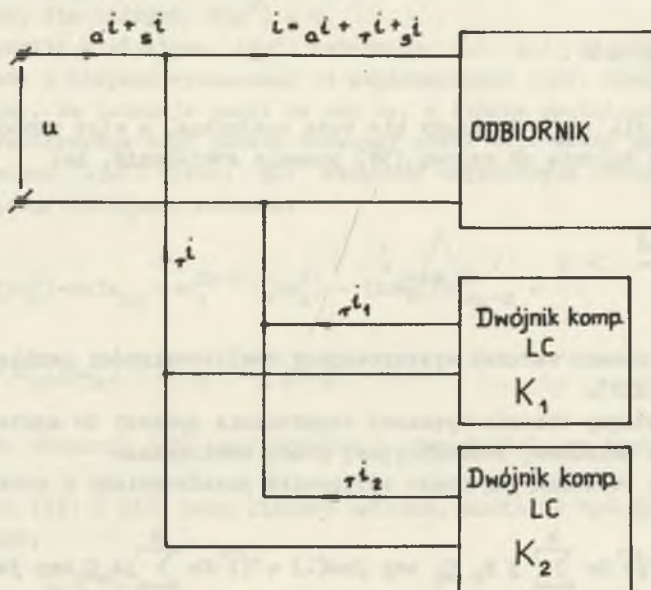 ₐi + ₛi
i = ₐi + ᵣi + ₛi
u
ODBIORNIK
ᵣi
ᵣi₁
Dwójnik komp.
LC
K₁
ᵣi₂
Dwójnik komp.
LC
K₂